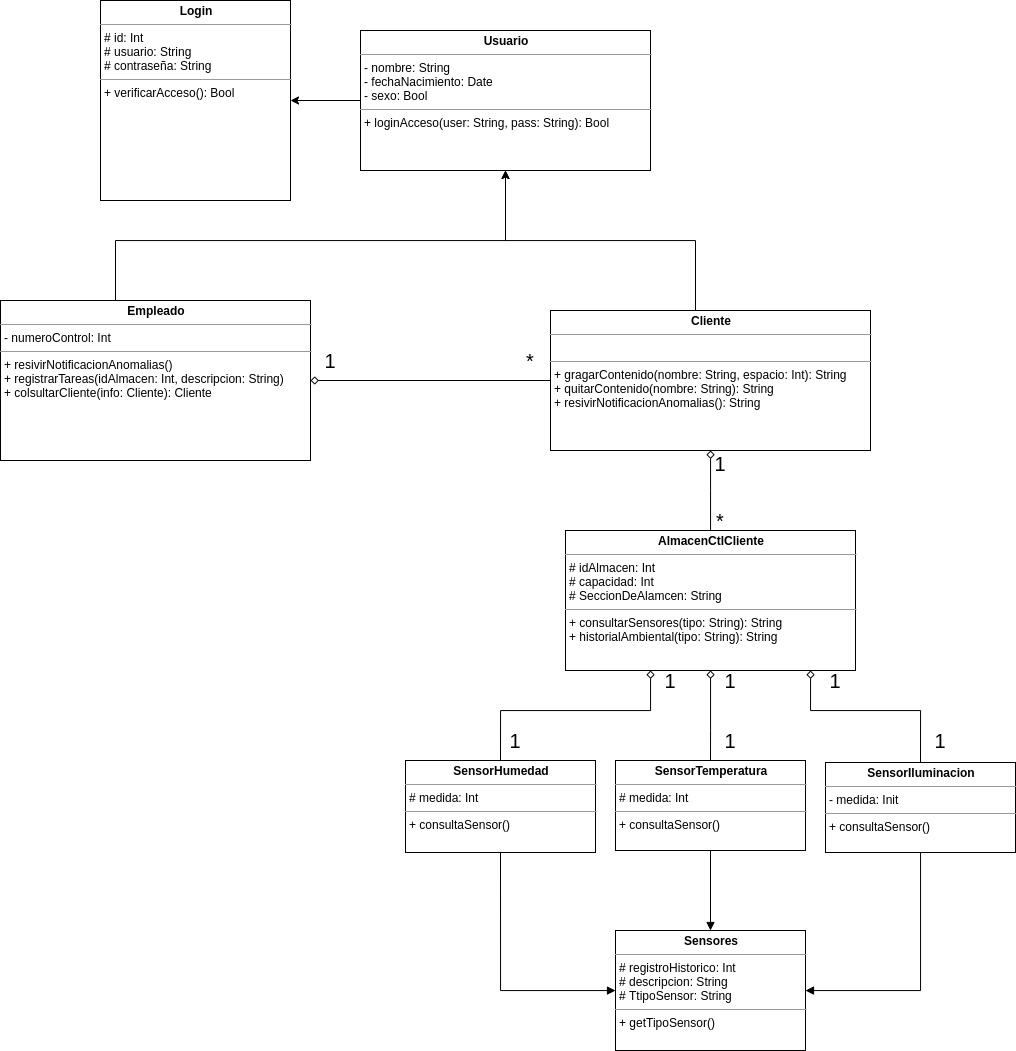 Login
# id: Int
# usuario: String
# contraseña: String
+ verificarAcceso(): Bool
Usuario
- nombre: String
- fechaNacimiento: Date
- sexo: Bool
+ loginAcceso(user: String, pass: String): Bool
Empleado
- numeroControl: Int
+ resivirNotificacionAnomalias()
+ registrarTareas(idAlmacen: Int, descripcion: String)
+ colsultarCliente(info: Cliente): Cliente
1
*
Cliente
+ gragarContenido(nombre: String, espacio: Int): String
+ quitarContenido(nombre: String): String
+ resivirNotificacionAnomalias(): String
1
*
AlmacenCtlCliente
# idAlmacen: Int
# capacidad: Int
# SeccionDeAlamcen: String
+ consultarSensores(tipo: String): String
+ historialAmbiental(tipo: String): String
1
1
1
1
1
1
SensorHumedad
# medida: Int
+ consultaSensor()
SensorTemperatura
# medida: Int
+ consultaSensor()
SensorIluminacion
- medida: Init
+ consultaSensor()
Sensores
# registroHistorico: Int
# descripcion: String
# TtipoSensor: String
+ getTipoSensor()